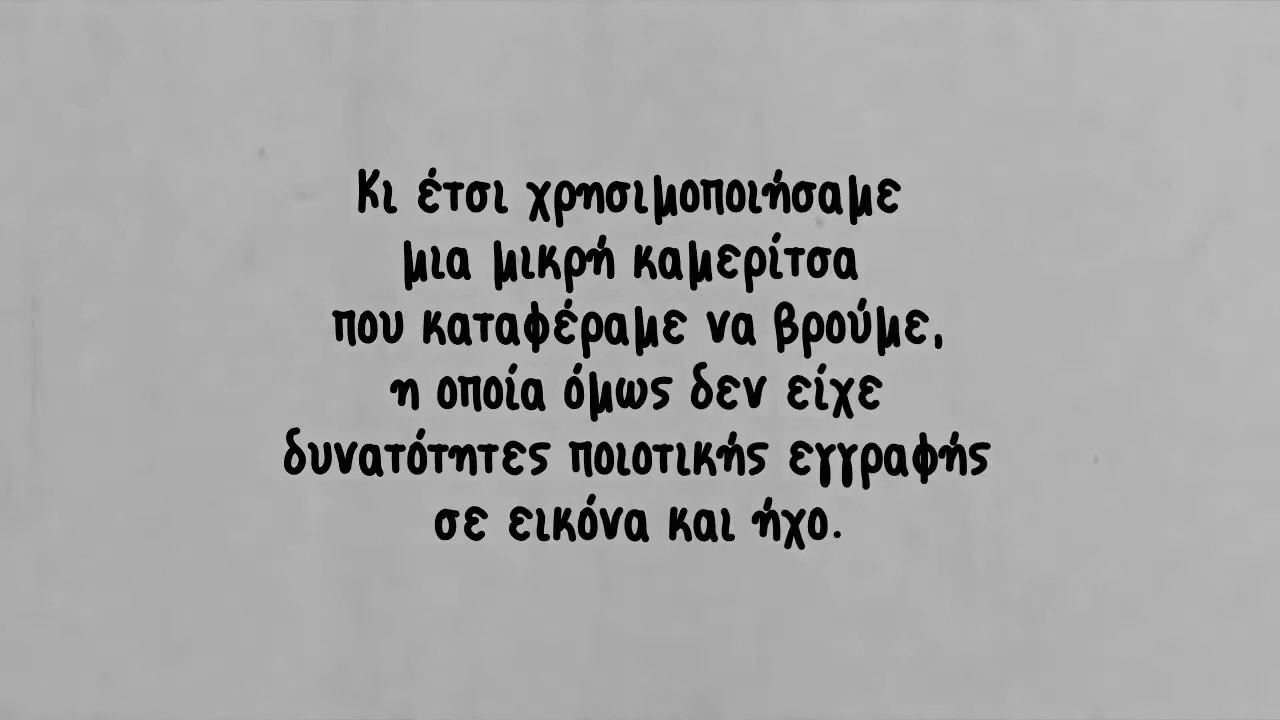 Κι έτσι χρησιμοποιήσαμε
μια μικρή καμερίτσα
που καταφέραμε να βρούμε,
η οποία όμως δεν είχε
δυνατότητες ποιοτικής εγγραφής
σε εικόνα και ήχο.